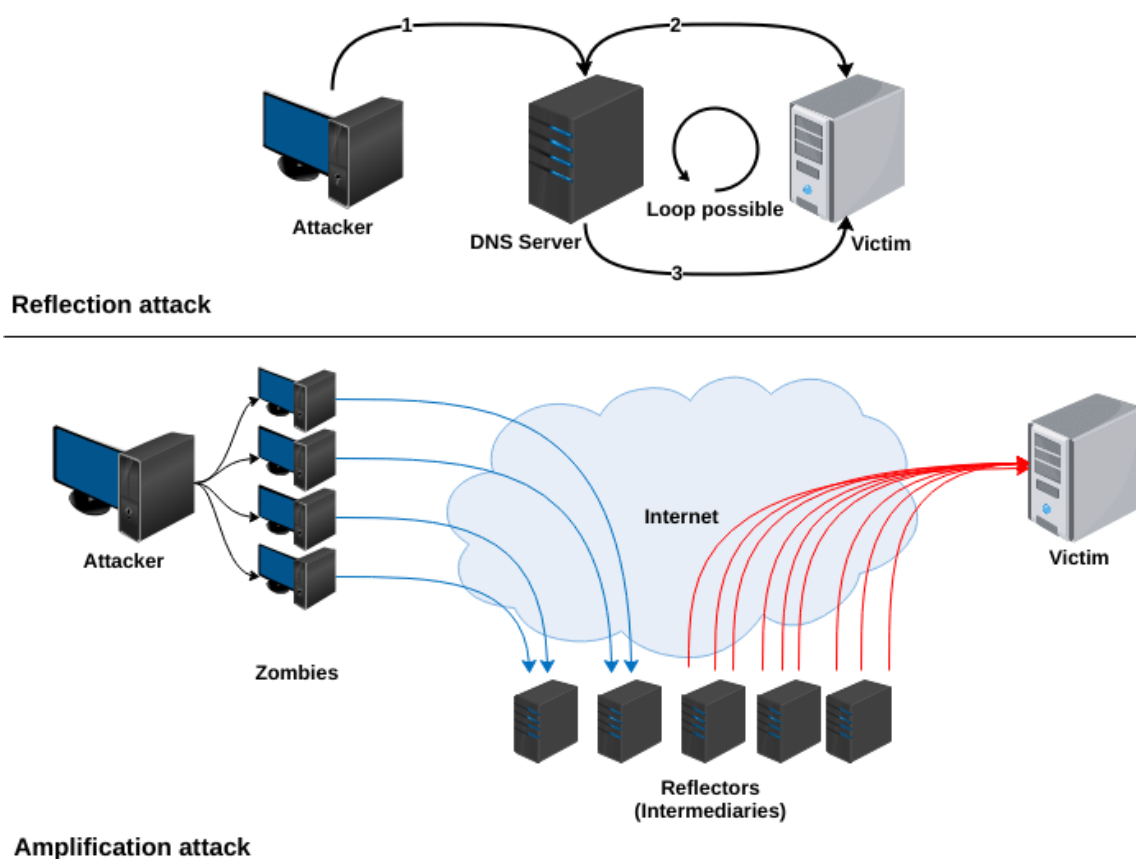 1
2
Attacker
DNS Server
Loop possible
Victim
3
Reflection attack
Attacker
Zombies
Internet
Victim
Reflectors
(Intermediaries)
Amplification attack